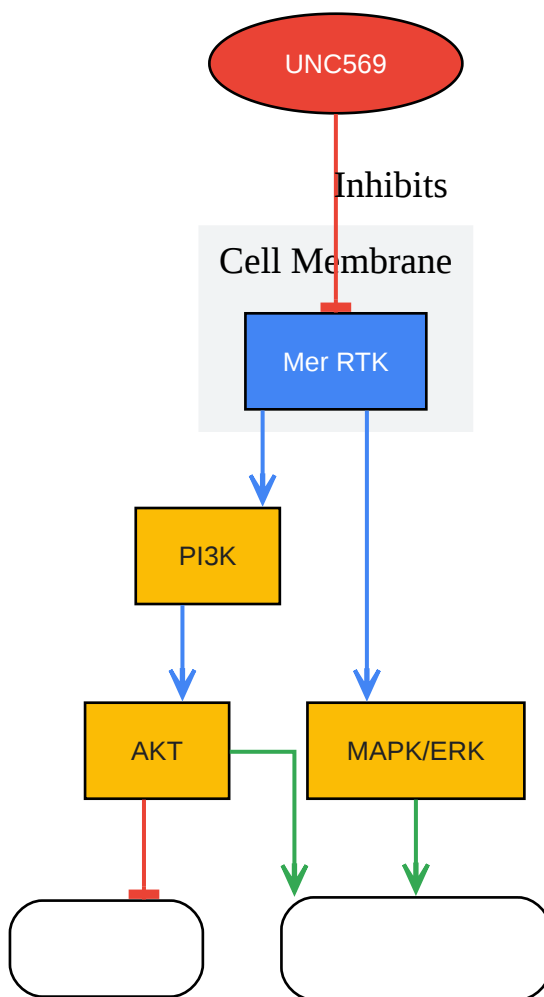 UNC569
Inhibits
Cell Membrane
Mer RTK
PI3K
AKT
MAPK/ERK